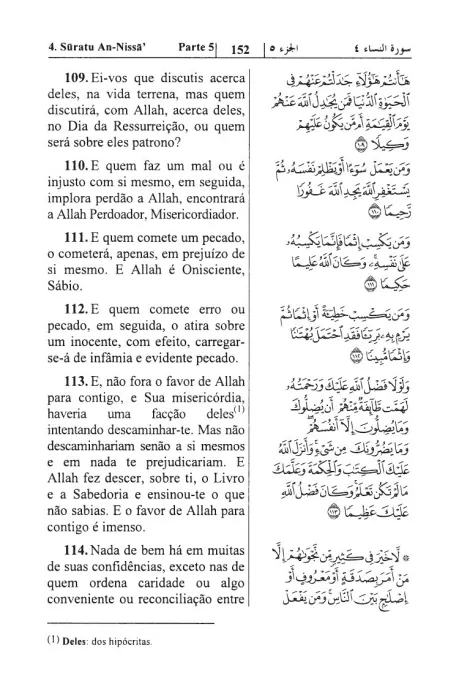 4. Sūratu An-Nissā' Parte 5 152 الجزء ٥ سورة النساء ٤
109. Ei-vos que discutis acerca
deles, na vida terrena, mas quem
discutirá, com Allah, acerca deles,
no Dia da Ressurreição, ou quem
será sobre eles patrono?
110. E quem faz um mal ou é
injusto com si mesmo, em seguida,
implora perdão a Allah, encontrará
a Allah Perdoador, Misericordiador.
111. E quem comete um pecado,
o cometerá, apenas, em prejuízo de
si mesmo. E Allah é Onisciente,
Sábio.
112. E quem comete erro ou
pecado, em seguida, o atira sobre
um inocente, com efeito, carregar-
se-á de infâmia e evidente pecado.
113. E, não fora o favor de Allah
para contigo, e Sua misericórdia,
haveria uma facção deles(1)
intentando descaminhar-te. Mas não
descaminhariam senão a si mesmos
e em nada te prejudicariam. E
Allah fez descer, sobre ti, o Livro
e a Sabedoria e ensinou-te o que
não sabias. E o favor de Allah para
contigo é imenso.
114. Nada de bem há em muitas
de suas confidências, exceto nas de
quem ordena caridade ou algo
conveniente ou reconciliação entre
هَٰٓأَنتُمْ هَٰٓؤُلَآءِ جَٰدَلْتُمْ عَنْهُمْ فِى
ٱلْحَيَوٰةِ ٱلدُّنْيَا فَمَن يُجَٰدِلُ ٱللَّهَ عَنْهُمْ
يَوْمَ ٱلْقِيَٰمَةِ أَم مَّن يَكُونُ عَلَيْهِمْ
وَكِيلًا ١٠٩
وَمَن يَعْمَلْ سُوٓءًا أَوْ يَظْلِمْ نَفْسَهُۥ ثُمَّ
يَسْتَغْفِرِ ٱللَّهَ يَجِدِ ٱللَّهَ غَفُورًا
رَّحِيمًا ١١٠
وَمَن يَكْسِبْ إِثْمًا فَإِنَّمَا يَكْسِبُهُۥ
عَلَىٰ نَفْسِهِۦ وَكَانَ ٱللَّهُ عَلِيمًا
حَكِيمًا ١١١
وَمَن يَكْسِبْ خَطِيٓـَٔةً أَوْ إِثْمًا ثُمَّ
يَرْمِ بِهِۦ بَرِيٓـًٔا فَقَدِ ٱحْتَمَلَ بُهْتَٰنًا
وَإِثْمًا مُّبِينًا ١١٢
وَلَوْلَا فَضْلُ ٱللَّهِ عَلَيْكَ وَرَحْمَتُهُۥ
لَهَمَّت طَّآئِفَةٌ مِّنْهُمْ أَن يُضِلُّوكَ
وَمَا يُضِلُّونَ إِلَّآ أَنفُسَهُمْ
وَمَا يَضُرُّونَكَ مِن شَىْءٍ وَأَنزَلَ ٱللَّهُ
عَلَيْكَ ٱلْكِتَٰبَ وَٱلْحِكْمَةَ وَعَلَّمَكَ
مَا لَمْ تَكُن تَعْلَمُ وَكَانَ فَضْلُ ٱللَّهِ
عَلَيْكَ عَظِيمًا ١١٣
۞ لَّا خَيْرَ فِى كَثِيرٍ مِّن نَّجْوَىٰهُمْ إِلَّا
مَنْ أَمَرَ بِصَدَقَةٍ أَوْ مَعْرُوفٍ أَوْ
إِصْلَٰحٍۭ بَيْنَ ٱلنَّاسِ وَمَن يَفْعَلْ
(1) Deles: dos hipócritas.